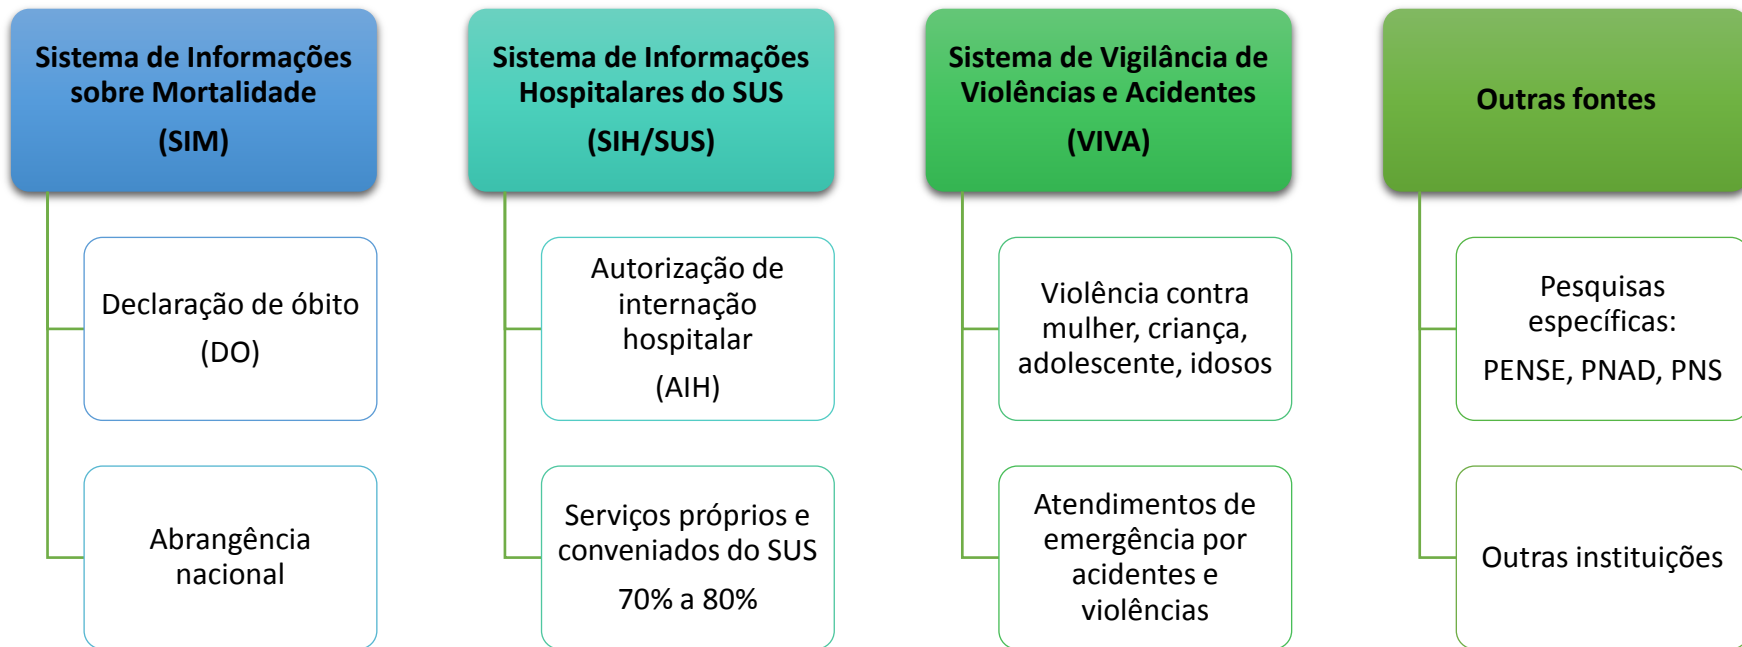 Sistema de Informações
sobre Mortalidade
(SIM)
Declaração de óbito
(DO)
Abrangência
nacional
Sistema de Informações
Hospitalares do SUS
(SIH/SUS)
Autorização de
internação
hospitalar
(AIH)
Serviços próprios e
conveniados do SUS
70% a 80%
Sistema de Vigilância de
Violências e Acidentes
(VIVA)
Violência contra
mulher, criança,
adolescente, idosos
Atendimentos de
emergência por
acidentes e
violências
Outras fontes
Pesquisas
específicas:
PENSE, PNAD, PNS
Outras instituições